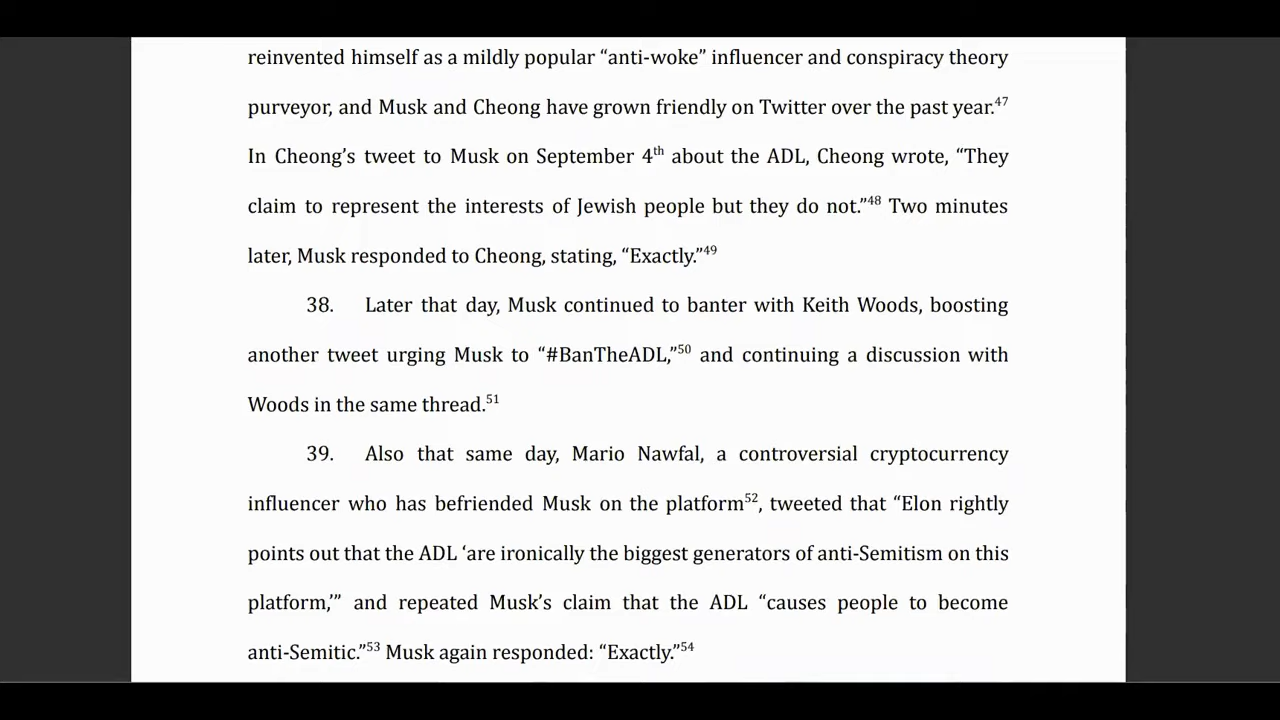 reinvented himself as a mildly popular “anti-woke” influencer and conspiracy theory
purveyor, and Musk and Cheong have grown friendly on Twitter over the past year.47
In Cheong’s tweet to Musk on September 4th about the ADL, Cheong wrote, “They
claim to represent the interests of Jewish people but they do not.”48 Two minutes
later, Musk responded to Cheong, stating, “Exactly.”49
38. Later that day, Musk continued to banter with Keith Woods, boosting
another tweet urging Musk to “#BanTheADL,”50 and continuing a discussion with
Woods in the same thread.51
39. Also that same day, Mario Nawfal, a controversial cryptocurrency
influencer who has befriended Musk on the platform52, tweeted that “Elon rightly
points out that the ADL ‘are ironically the biggest generators of anti-Semitism on this
platform,’” and repeated Musk’s claim that the ADL “causes people to become
anti-Semitic.”53 Musk again responded: “Exactly.”54